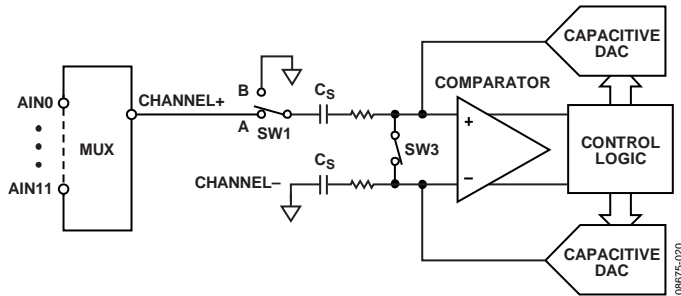 CAPACITIVE
DAC
COMPARATOR
B
CS
AIN0
CHANNEL+
A
SW1
+
MUX
SW3
CONTROL
LOGIC
CS
AIN11
CHANNEL–
–
CAPACITIVE
DAC
08675-020